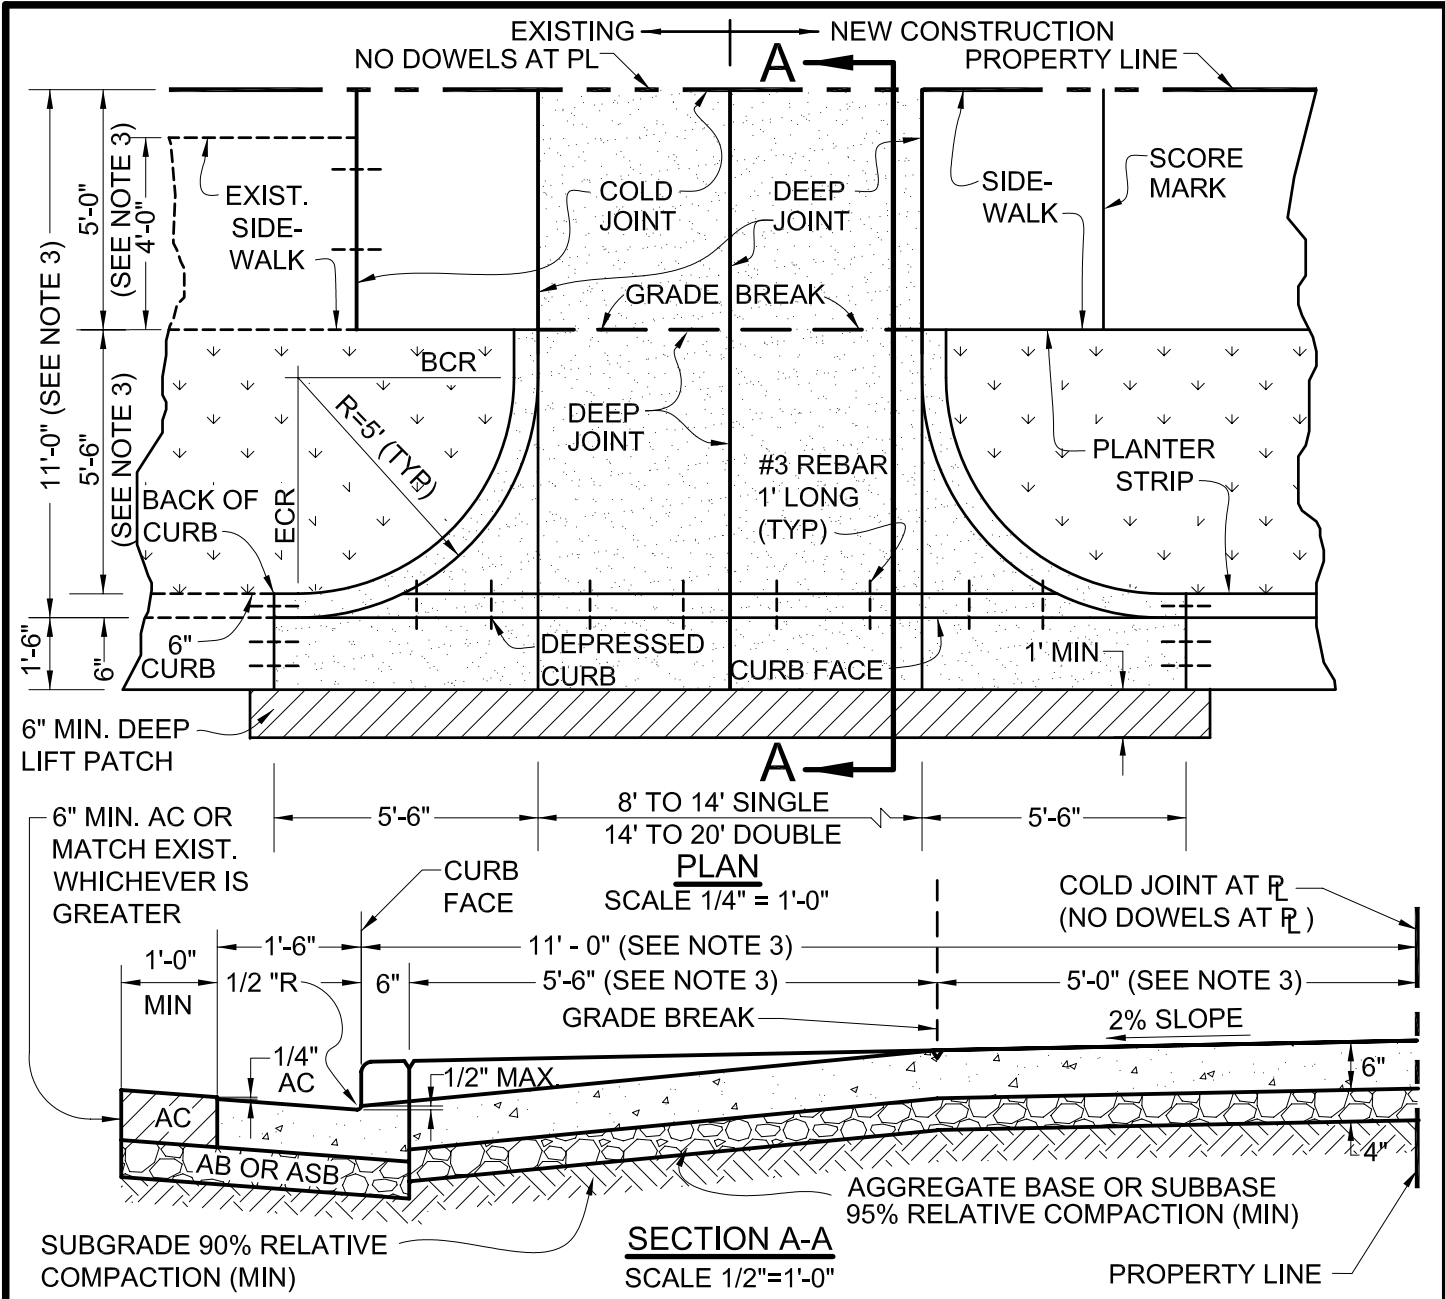 EXISTING
NEW CONSTRUCTION
NO DOWELS AT PL
A
PROPERTY LINE
5'-0"
(SEE NOTE 3)
4'-0"
EXIST.
SIDE-
WALK
COLD
JOINT
DEEP
JOINT
SIDE-
WALK
SCORE
MARK
11'-0" (SEE NOTE 3)
GRADE BREAK
5'-6"
(SEE NOTE 3)
BCR
R=5' (TYP)
ECR
DEEP
JOINT
#3 REBAR
1' LONG
(TYP)
PLANTER
STRIP
BACK OF
CURB
1'-6"
6"
6"
CURB
DEPRESSED
CURB
CURB FACE
1' MIN
6" MIN. DEEP
LIFT PATCH
A
5'-6"
8' TO 14' SINGLE
14' TO 20' DOUBLE
5'-6"
PLAN
SCALE 1/4" = 1'-0"
6" MIN. AC OR
MATCH EXIST.
WHICHEVER IS
GREATER
CURB
FACE
COLD JOINT AT PL
(NO DOWELS AT PL )
1'-6"
11' - 0" (SEE NOTE 3)
1'-0"
MIN
1/2 "R
6"
5'-6" (SEE NOTE 3)
5'-0" (SEE NOTE 3)
GRADE BREAK
2% SLOPE
1/4"
AC
1/2" MAX.
6"
AC
AB OR ASB
4"
AGGREGATE BASE OR SUBBASE
95% RELATIVE COMPACTION (MIN)
SUBGRADE 90% RELATIVE
COMPACTION (MIN)
SECTION A-A
SCALE 1/2"=1'-0"
PROPERTY LINE